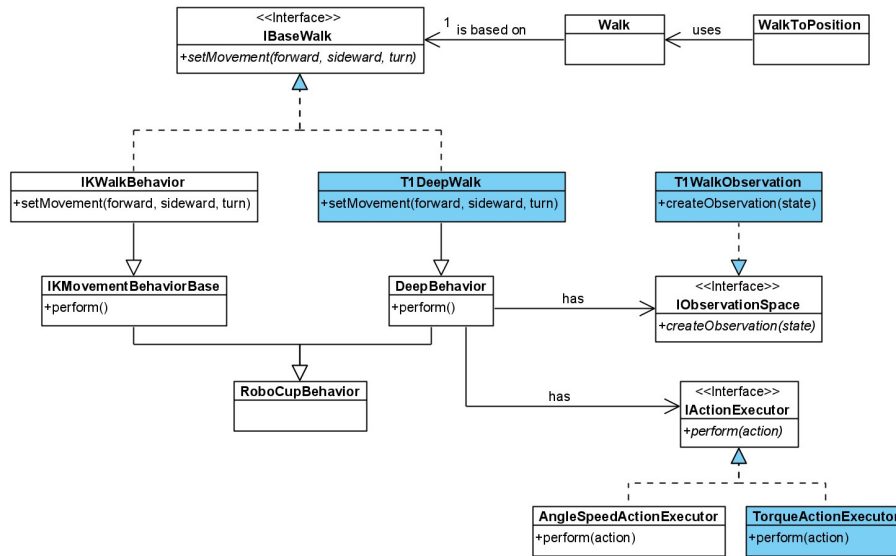 <<Interface>>
IBaseWalk
+setMovement(forward, sideward, turn)
1
is based on
Walk
uses
WalkToPosition
IKWalkBehavior
+setMovement(forward, sideward, turn)
T1DeepWalk
+setMovement(forward, sideward, turn)
T1WalkObservation
+createObservation(state)
IKMovementBehaviorBase
+perform()
DeepBehavior
+perform()
has
<<Interface>>
IObservationSpace
+createObservation(state)
RoboCupBehavior
has
<<Interface>>
IActionExecutor
+perform(action)
AngleSpeedActionExecutor
+perform(action)
TorqueActionExecutor
+perform(action)